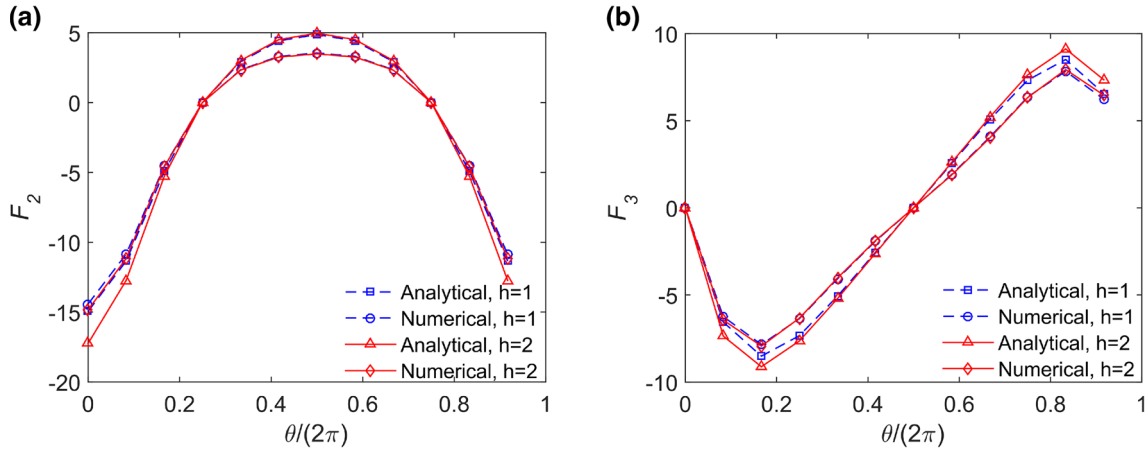 (a)
5
0
-5
-10
-15
-20
F2
0
0.2
0.4
0.6
0.8
1
θ/(2π)
Analytical, h=1
Numerical, h=1
Analytical, h=2
Numerical, h=2
(b)
10
5
0
-5
-10
F3
0
0.2
0.4
0.6
0.8
1
θ/(2π)
Analytical, h=1
Numerical, h=1
Analytical, h=2
Numerical, h=2